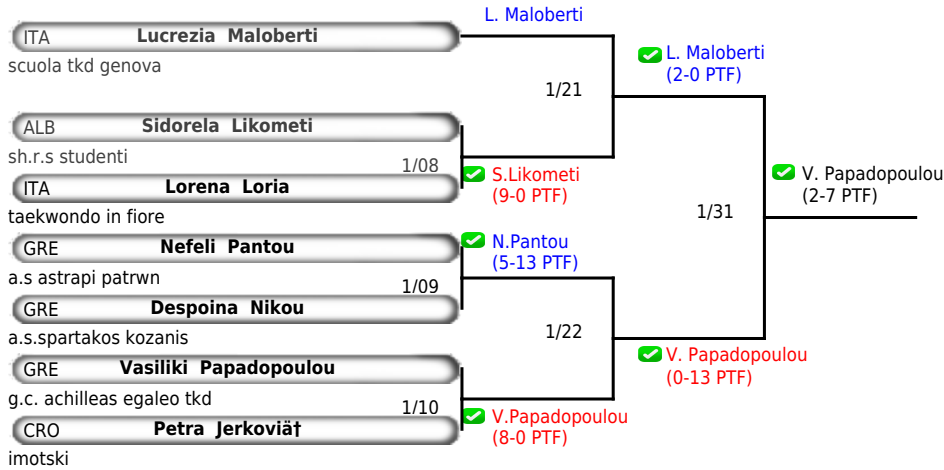 L. Maloberti
ITA Lucrezia Maloberti
scuola tkd genova
L. Maloberti
(2-0 PTF)
1/21
ALB Sidorela Likometi
sh.r.s studenti
1/08
S.Likometi
(9-0 PTF)
ITA Lorena Loria
taekwondo in fiore
V. Papadopoulou
(2-7 PTF)
1/31
GRE Nefeli Pantou
a.s astrapi patrwn
N.Pantou
(5-13 PTF)
1/09
GRE Despoina Nikou
a.s.spartakos kozanis
1/22
GRE Vasiliki Papadopoulou
g.c. achilleas egaleo tkd
V. Papadopoulou
(0-13 PTF)
1/10
CRO Petra Jerkoviä†
imotski
V.Papadopoulou
(8-0 PTF)